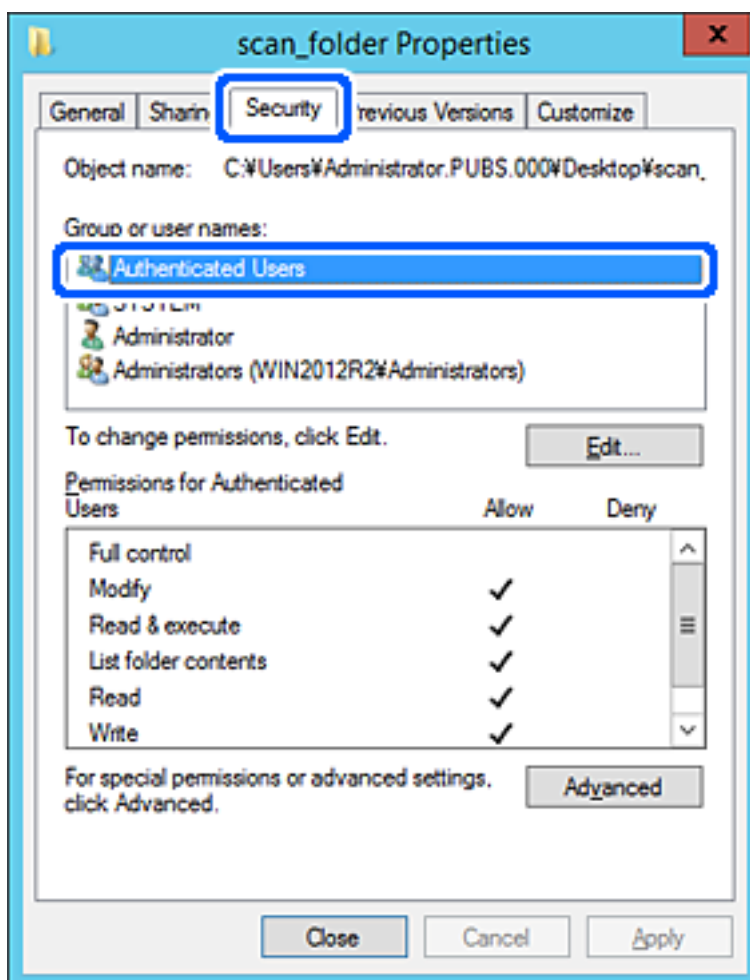 scan_folder Properties
x
General Security Previous Versions Customize
Object name: C:¥Users¥Administrator.PUBS.000¥Desktop¥scan_
Group or user names:
Authenticated Users
SYSTEM
Administrator
Administrators (WIN2012R2¥Administrators)
To change permissions, click Edit.
Edit...
Permissions for Authenticated
Users Allow Deny
Full control
Modify
Read & execute
List folder contents
Read
Write
For special permissions or advanced settings,
click Advanced.
Advanced
Close Cancel Apply